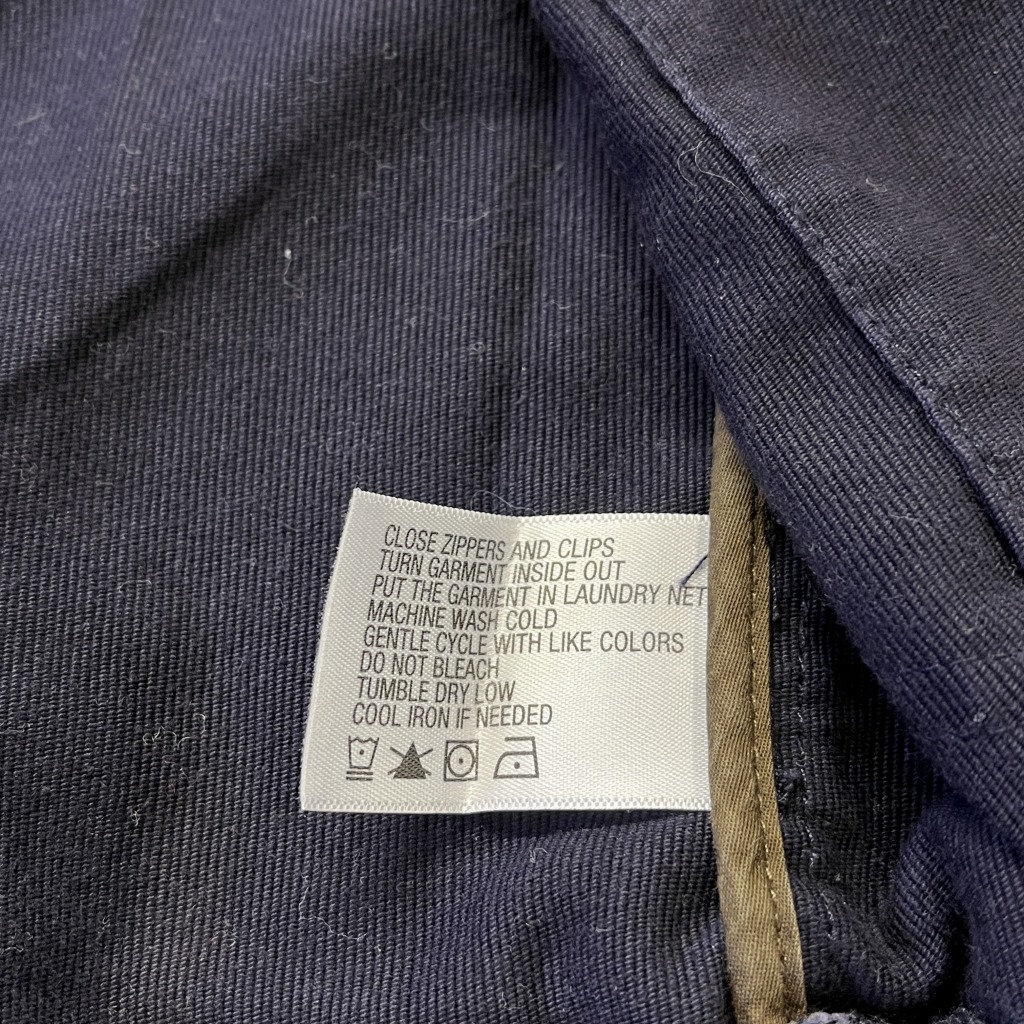 CLOSE ZIPPERS AND CLIPS
TURN GARMENT INSIDE OUT
PUT THE GARMENT IN LAUNDRY NET
MACHINE WASH COLD
GENTLE CYCLE WITH LIKE COLORS
DO NOT BLEACH
TUMBLE DRY LOW
COOL IRON IF NEEDED